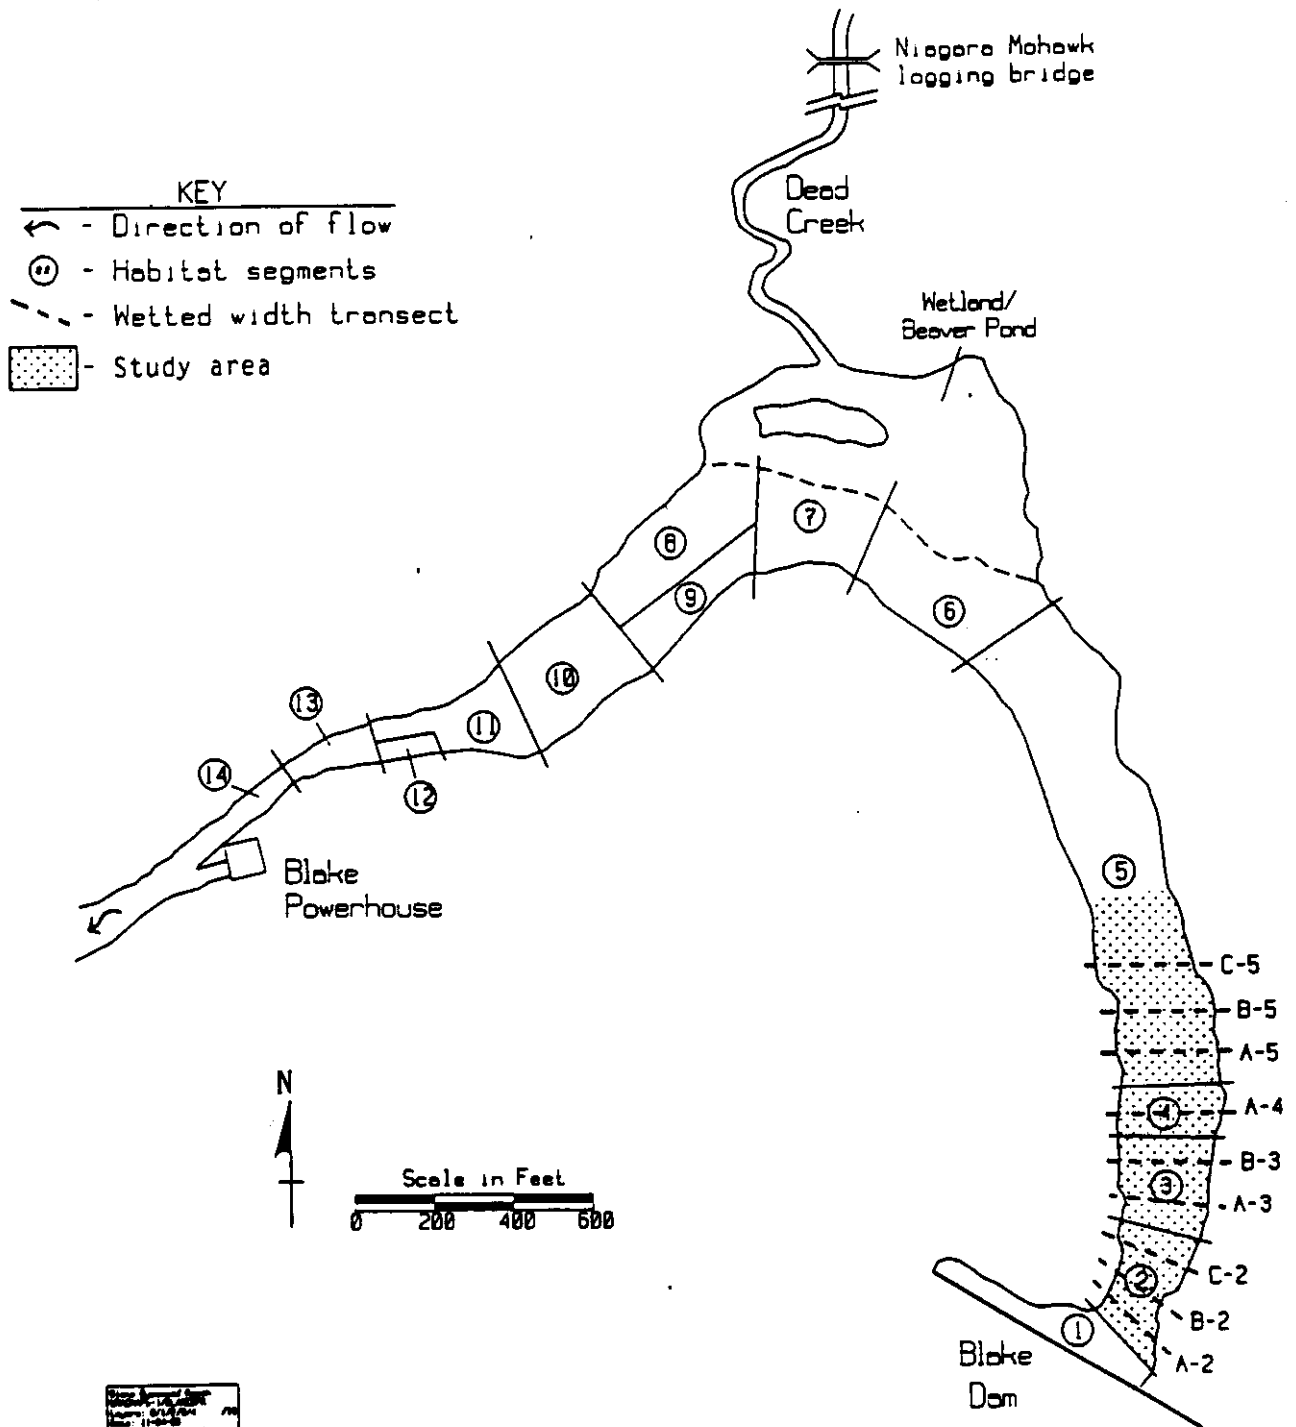 Niagara Mohawk
logging bridge
KEY
- Direction of flow
- Habitat segments
- Wetted width transect
- Study area
Dead
Creek
Wetland/
Beaver Pond
7
8
9
6
10
11
13
14
12
Blake
Powerhouse
5
C-5
B-5
A-5
4
A-4
B-3
3
A-3
N
Scale in Feet
0 200 400 600
C-2
2
B-2
1
A-2
Blake
Dam